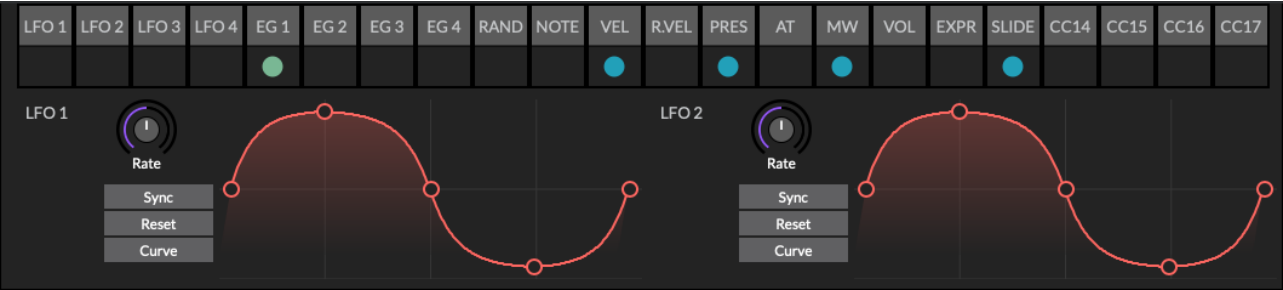 LFO 1 LFO 2 LFO 3 LFO 4 EG 1 EG 2 EG 3 EG 4 RAND NOTE VEL R.VEL PRES AT MW VOL EXPR SLIDE CC14 CC15 CC16 CC17
LFO 1
Rate
Sync
Reset
Curve
LFO 2
Rate
Sync
Reset
Curve